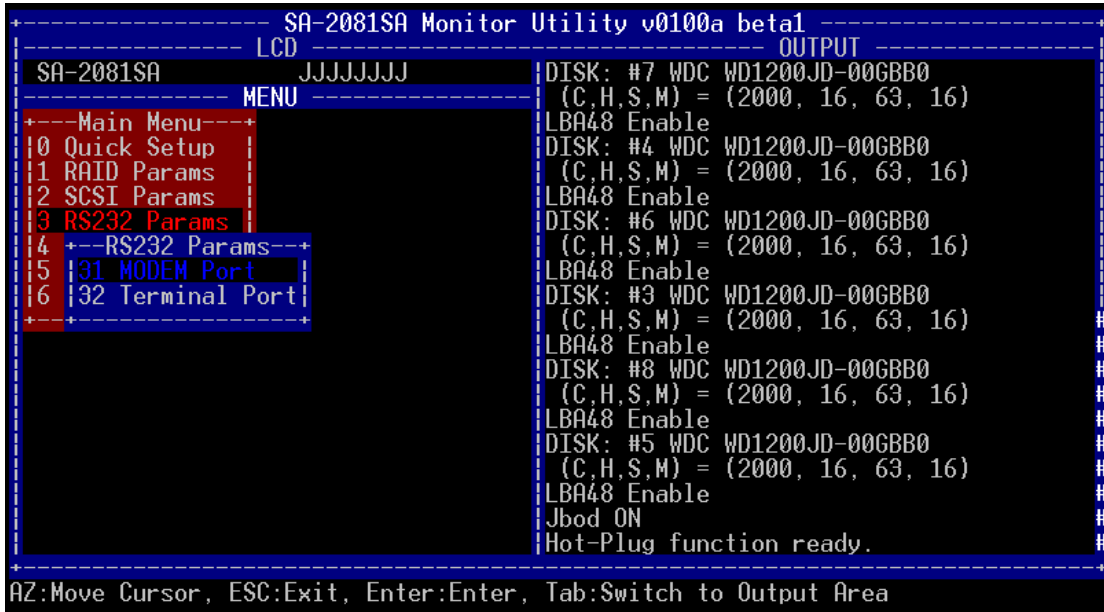 SA-2081SA Monitor Utility v0100a beta1
LCD
SA-2081SA JJJJJJJJ
MENU
---Main Menu---
0 Quick Setup
1 RAID Params
2 SCSI Params
3 RS232 Params
4
5
6
--RS232 Params--
31 MODEM Port
32 Terminal Port
OUTPUT
DISK: #7 WDC WD1200JD-00GBB0
(C,H,S,M) = (2000, 16, 63, 16)
LBA48 Enable
DISK: #4 WDC WD1200JD-00GBB0
(C,H,S,M) = (2000, 16, 63, 16)
LBA48 Enable
DISK: #6 WDC WD1200JD-00GBB0
(C,H,S,M) = (2000, 16, 63, 16)
LBA48 Enable
DISK: #3 WDC WD1200JD-00GBB0
(C,H,S,M) = (2000, 16, 63, 16)
LBA48 Enable
DISK: #8 WDC WD1200JD-00GBB0
(C,H,S,M) = (2000, 16, 63, 16)
LBA48 Enable
DISK: #5 WDC WD1200JD-00GBB0
(C,H,S,M) = (2000, 16, 63, 16)
LBA48 Enable
Jbod ON
Hot-Plug function ready.
AZ:Move Cursor, ESC:Exit, Enter:Enter, Tab:Switch to Output Area